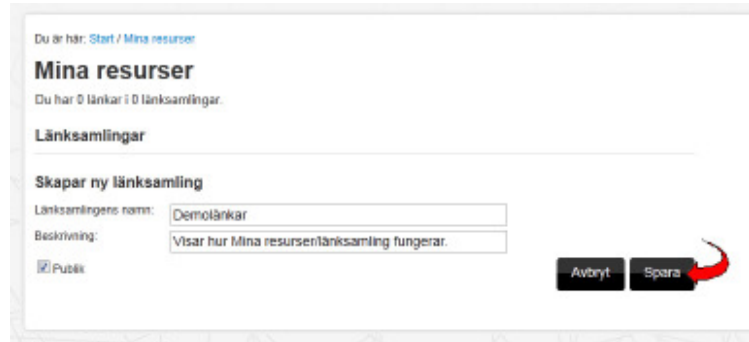 Du är här: Start / Mina resurser
Mina resurser
Du har 0 länkar i 0 länksamlingar.
Länksamlingar
Skapar ny länksamling
Länksamlingens namn: Demolänkar
Beskrivning: Visar hur Mina resurser/länksamling fungerar.
Publik
Avbryt Spara